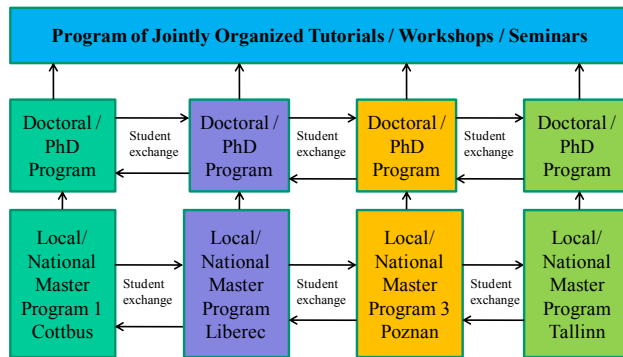 Program of Jointly Organized Tutorials / Workshops / Seminars
Doctoral /
PhD
Program
Student
exchange
Doctoral /
PhD
Program
Student
exchange
Doctoral /
PhD
Program
Student
exchange
Doctoral /
PhD
Program
Local/
National
Master
Program 1
Cottbus
Student
exchange
Local/
National
Master
Program
Liberec
Student
exchange
Local/
National
Master
Program 3
Poznan
Student
exchange
Local/
National
Master
Program
Tallinn